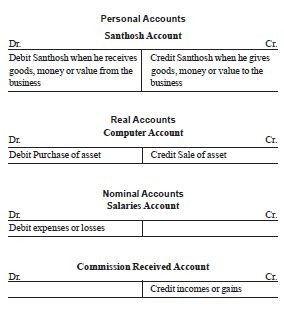 Personal Accounts
Santhosh Account
Dr. Cr.
Debit Santhosh when he receives
goods, money or value from the
business
Credit Santhosh when he gives
goods, money or value to the
business
Real Accounts
Computer Account
Dr. Cr.
Debit Purchase of asset
Credit Sale of asset
Nominal Accounts
Salaries Account
Dr. Cr.
Debit expenses or losses
Commission Received Account
Dr. Cr.
Credit incomes or gains